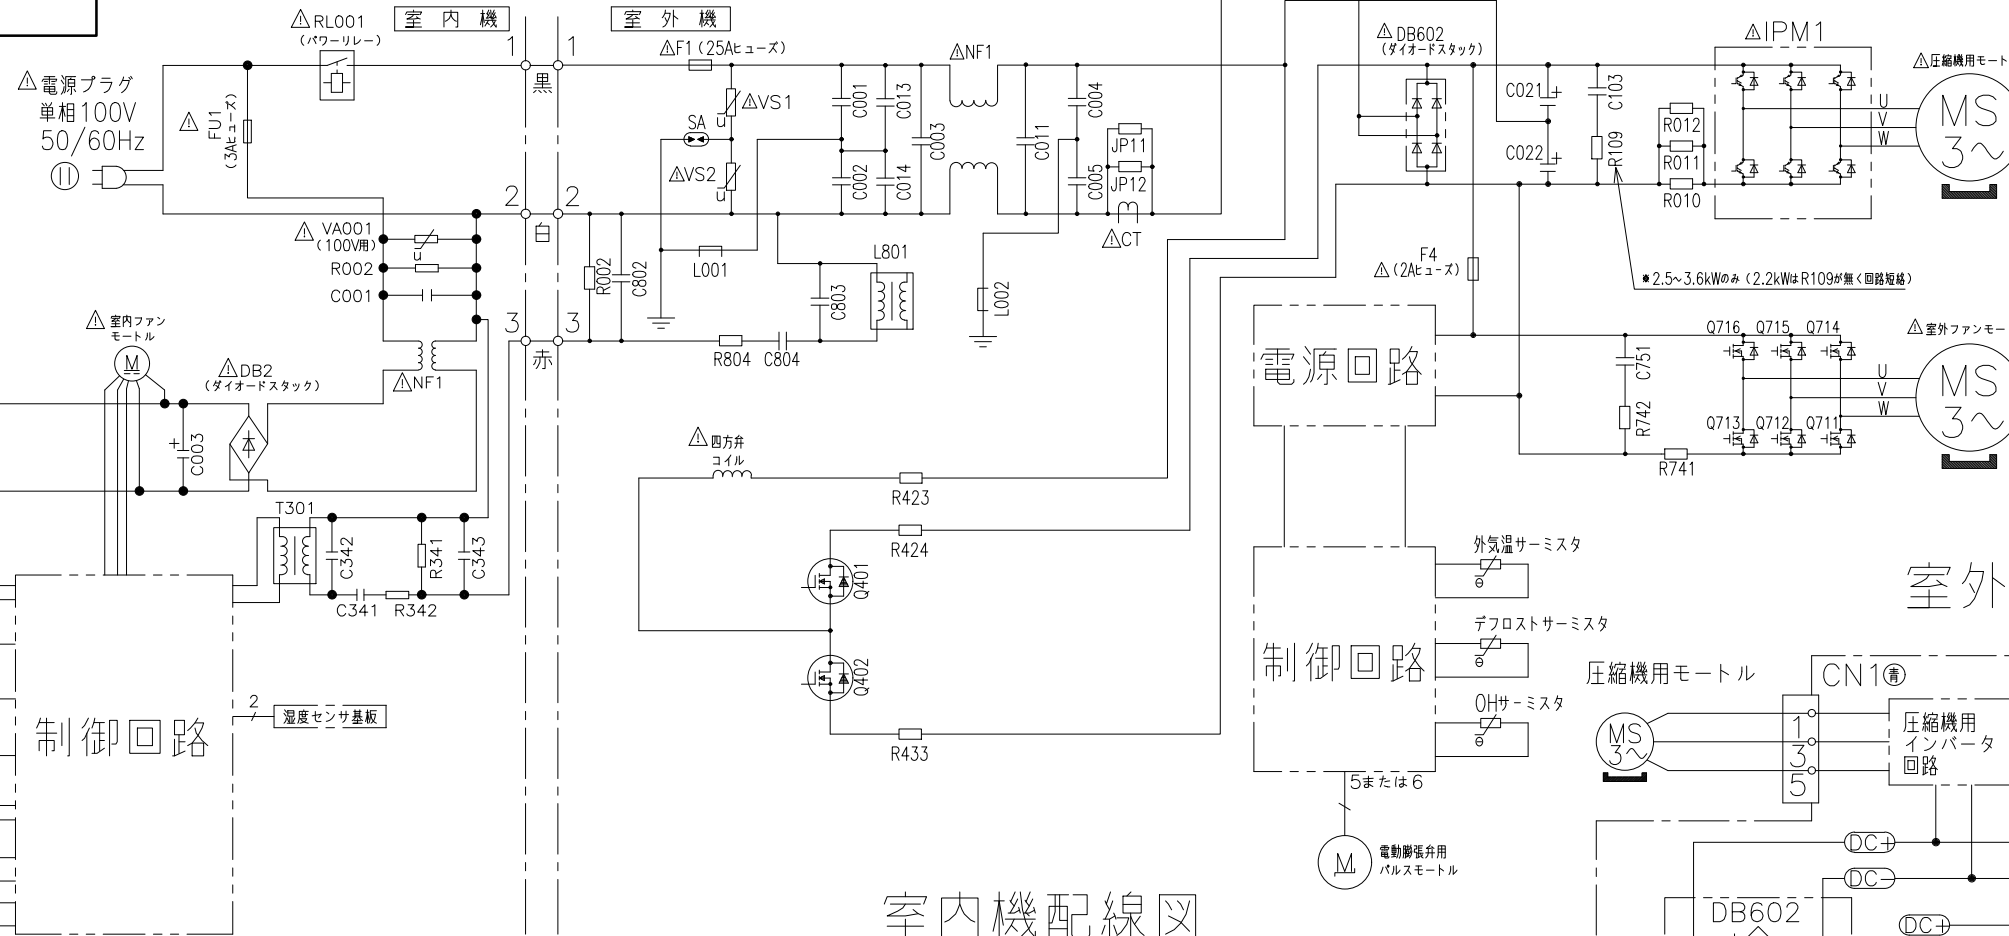 RL001
(パワーリレー)
室 内 機
室 外 機
電源プラグ
単相100V
50/60Hz
FU1
(3Aヒューズ)
1
1
黒
F1(25Aヒューズ)
NF1
VS1
SA
VS2
C001
C013
C002
C014
C003
C011
C004
C005
JP11
JP12
CT
DB602
(ダイオードスタック)
C021
+
C022
+
C103
R109
R012
R011
R010
IPM1
圧縮機用モート
U
V
W
MS
3~
2
2
白
VA001
(100V用)
R002
C001
R002
C802
L001
C803
L801
L002
F4
(2Aヒューズ)
*2.5~3.6kWのみ(2.2kWはR109が無く回路短絡)
室内ファン
モートル
M
DB2
(ダイオードスタック)
NF1
3
3
赤
R804
C804
電源回路
C751
R742
Q716
Q715
Q714
Q713
Q712
Q711
R741
室外ファンモー
U
V
W
MS
3~
+
C003
四方弁
コイル
R423
R424
R433
Q401
Q402
T301
C342
R341
C343
C341
R342
制御回路
2
湿度センサ基板
制御回路
外気温サーミスタ
θ
デフロストサーミスタ
θ
OHサーミスタ
θ
5または6
M
電動膨張弁用
パルスモートル
室外
圧縮機用モートル
MS
3~
CN1青
1
3
5
圧縮機用
インバータ
回路
DC+
DC−
DB602
DC+
室内機配線図